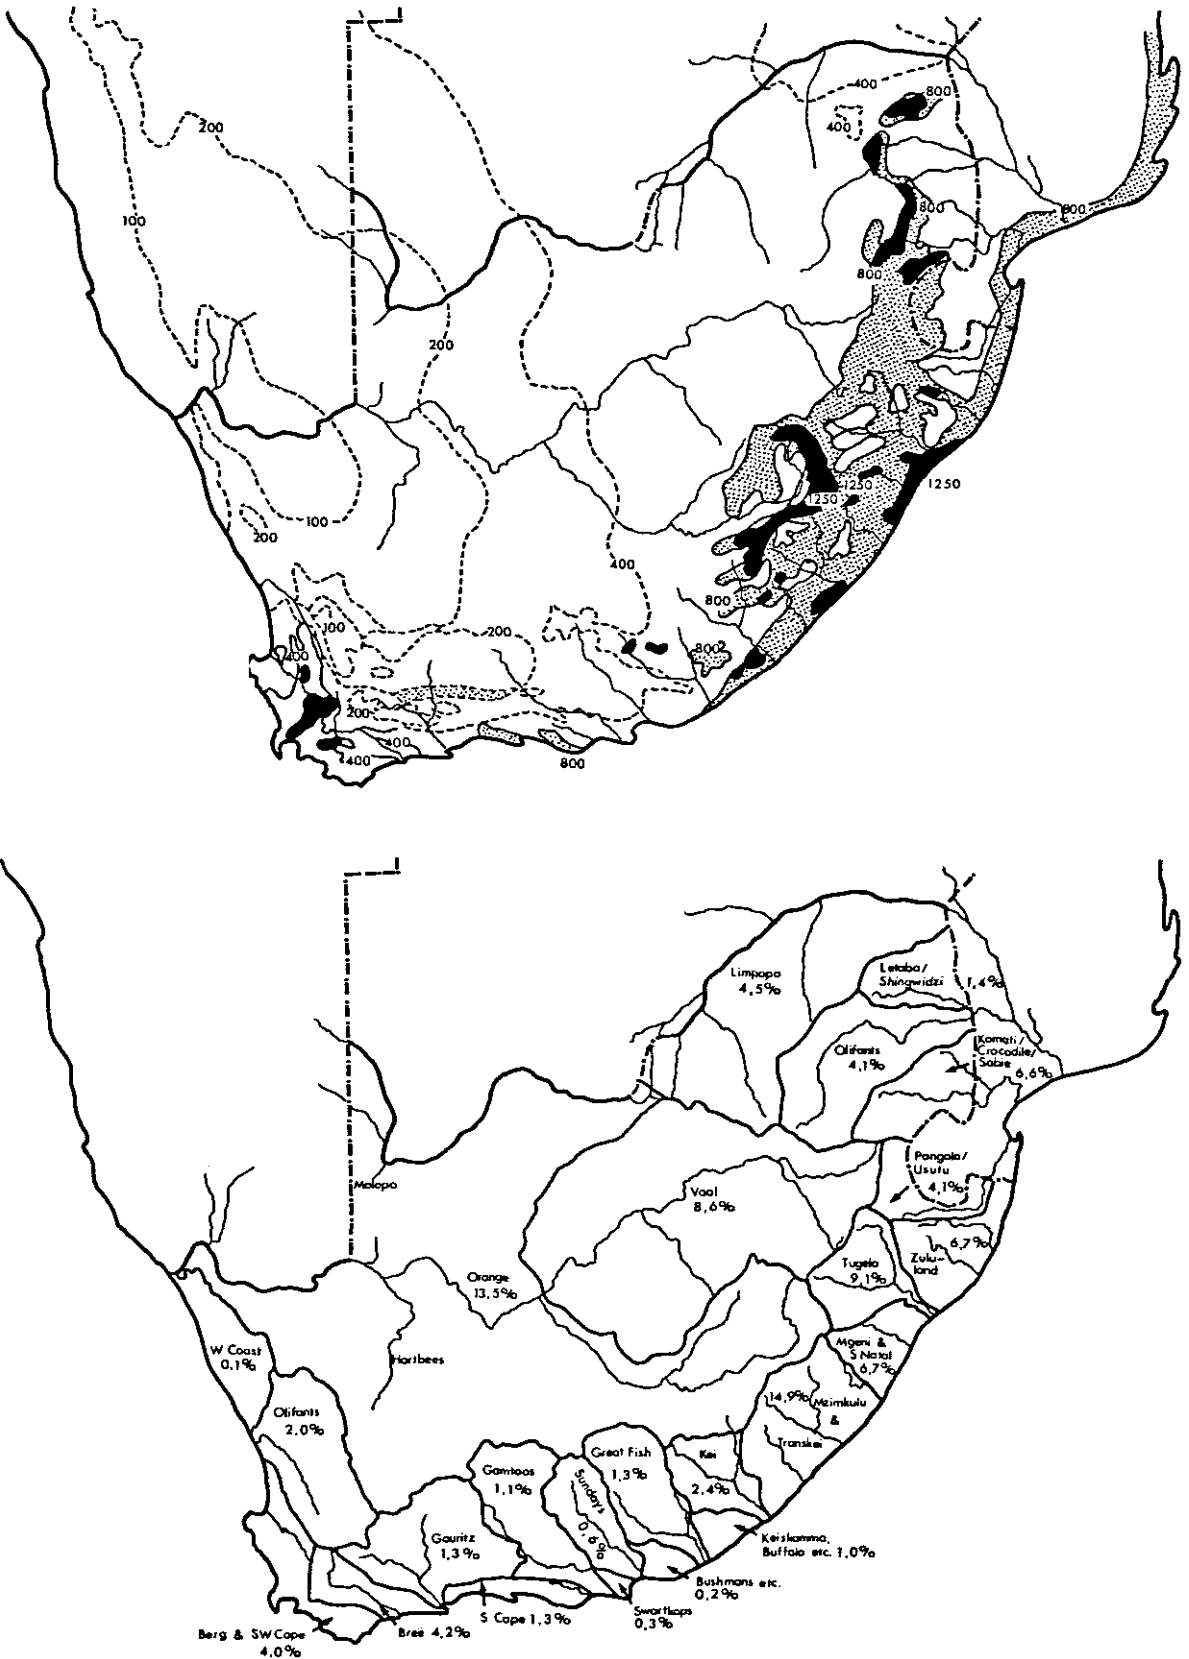 400
800
200
400
100
800
800
800
200
1250
1250
1250
100
200
400
800
100
200
800?
400
200
400
400
800
Limpopo
4,5%
Letaba/
Shingwidzi
1,4%
Olifants
4,1%
Komati/
Crocodile/
Sabie
6,6%
Molopo
Pongola/
Usutu
4,1%
Vaal
8,6%
6,7%
Zulu-
land
Tugela
9,1%
Orange
13,5%
W Coast
0,1%
Hartbees
Mgeni &
S Natal
6,7%
14,9%
Mzimkulu
&
Transkei
Olifants
2,0%
Great Fish
1,3%
Kei
2,4%
Gamtoos
1,1%
Sundays
0,6%
Gouritz
1,3%
Keiskamma,
Buffalo etc. 1,0%
Bushmans etc.
0,2%
Swartkops
0,3%
S Cape 1,3%
Breë 4,2%
Berg & SW Cape
4,0%